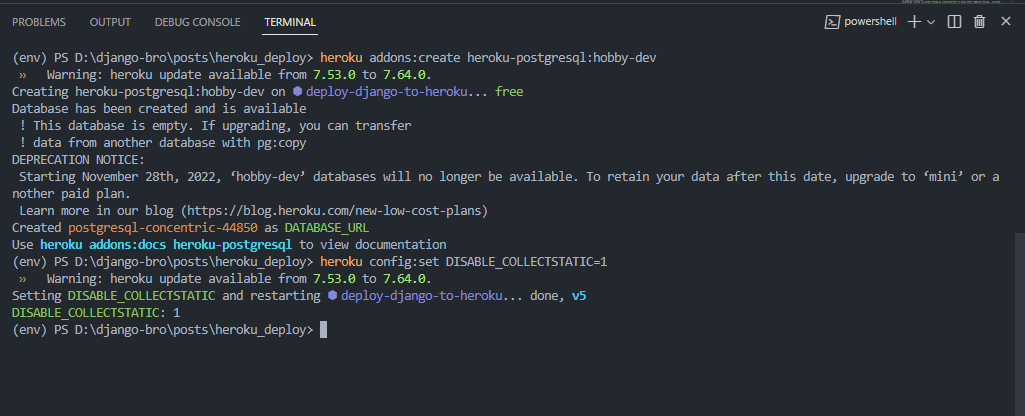 PROBLEMS OUTPUT DEBUG CONSOLE TERMINAL powershell
(env) PS D:\django-bro\posts\heroku_deploy> heroku addons:create heroku-postgresql:hobby-dev
» Warning: heroku update available from 7.53.0 to 7.64.0.
Creating heroku-postgresql:hobby-dev on ⬢ deploy-django-to-heroku... free
Database has been created and is available
! This database is empty. If upgrading, you can transfer
! data from another database with pg:copy
DEPRECATION NOTICE:
Starting November 28th, 2022, ‘hobby-dev’ databases will no longer be available. To retain your data after this date, upgrade to ‘mini’ or a
nother paid plan.
Learn more in our blog (https://blog.heroku.com/new-low-cost-plans)
Created postgresql-concentric-44850 as DATABASE_URL
Use heroku addons:docs heroku-postgresql to view documentation
(env) PS D:\django-bro\posts\heroku_deploy> heroku config:set DISABLE_COLLECTSTATIC=1
» Warning: heroku update available from 7.53.0 to 7.64.0.
Setting DISABLE_COLLECTSTATIC and restarting ⬢ deploy-django-to-heroku... done, v5
DISABLE_COLLECTSTATIC: 1
(env) PS D:\django-bro\posts\heroku_deploy>